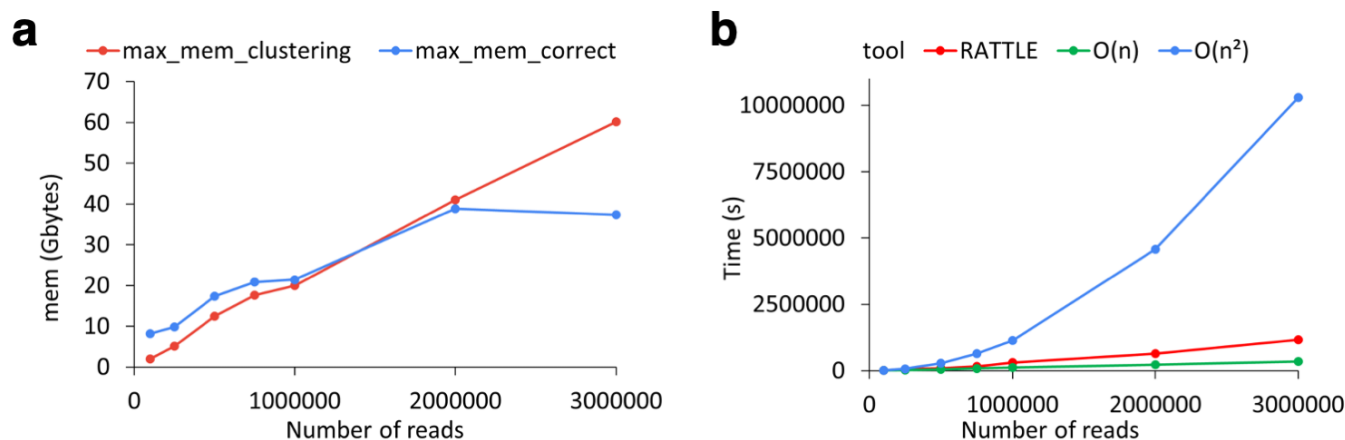 a
max_mem_clustering max_mem_correct
70
60
50
40
30
20
10
0
mem (Gbytes)
0 1000000 2000000 3000000
Number of reads
b
tool RATTLE O(n) O(n²)
10000000
7500000
5000000
2500000
0
Time (s)
0 1000000 2000000 3000000
Number of reads